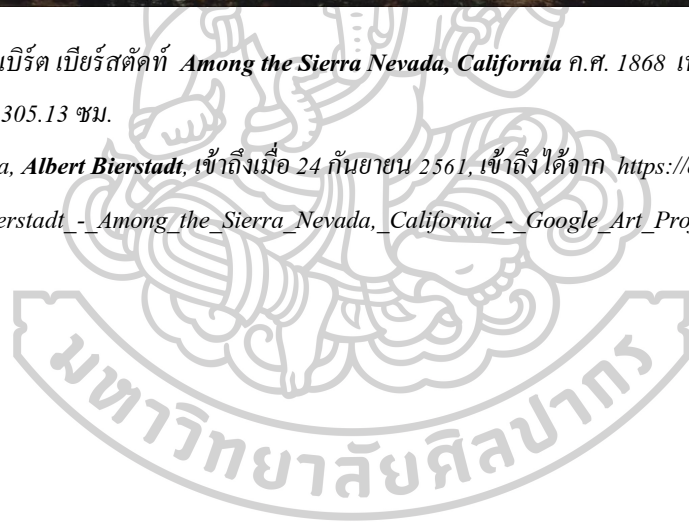 เบิร์ต เบียร์สตัดท์ Among the Sierra Nevada, California ค.ศ. 1868
305.13 ซม.
Albert Bierstadt, เข้าถึงเมื่อ 24 กันยายน 2561, เข้าถึงได้จาก https://
erstadt_-_Among_the_Sierra_Nevada,_California_-_Google_Art_Pro
มหาวิทยาลัยศิลปากร